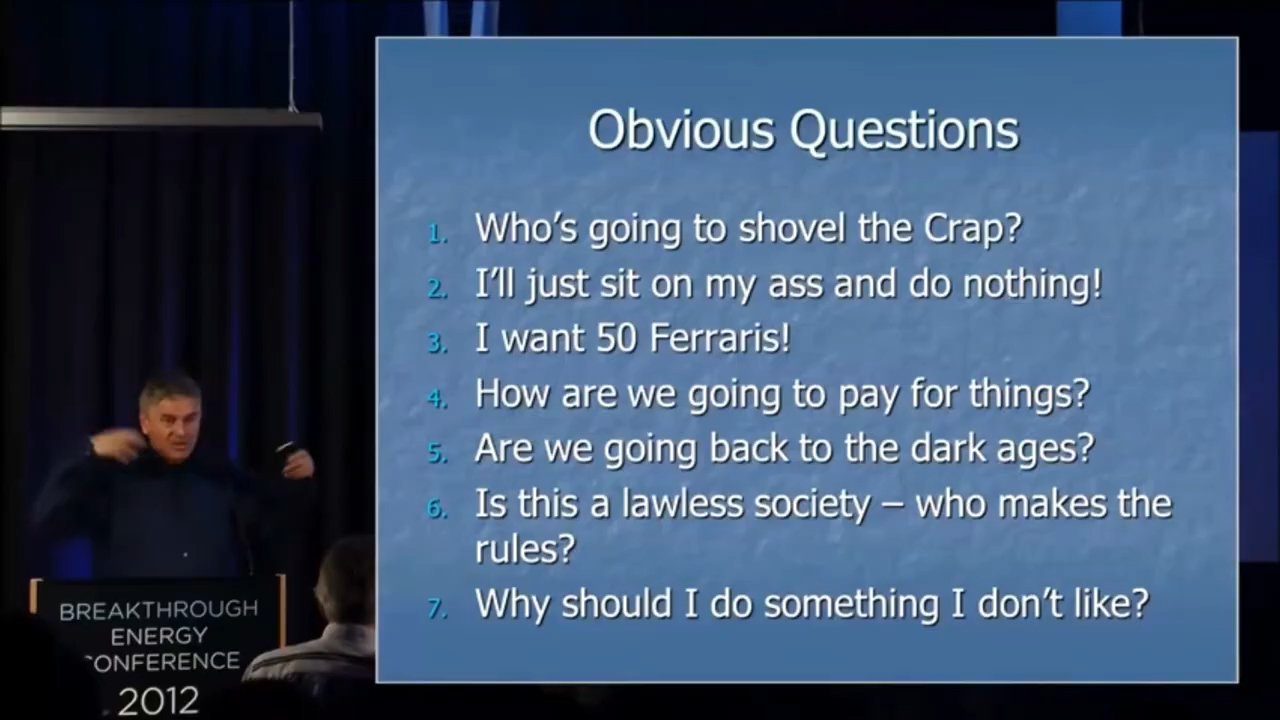 Obvious Questions
1. Who's going to shovel the Crap?
2. I'll just sit on my ass and do nothing!
3. I want 50 Ferraris!
4. How are we going to pay for things?
5. Are we going back to the dark ages?
6. Is this a lawless society – who makes the
rules?
7. Why should I do something I don't like?
BREAKTHROUGH
ENERGY
CONFERENCE
2012